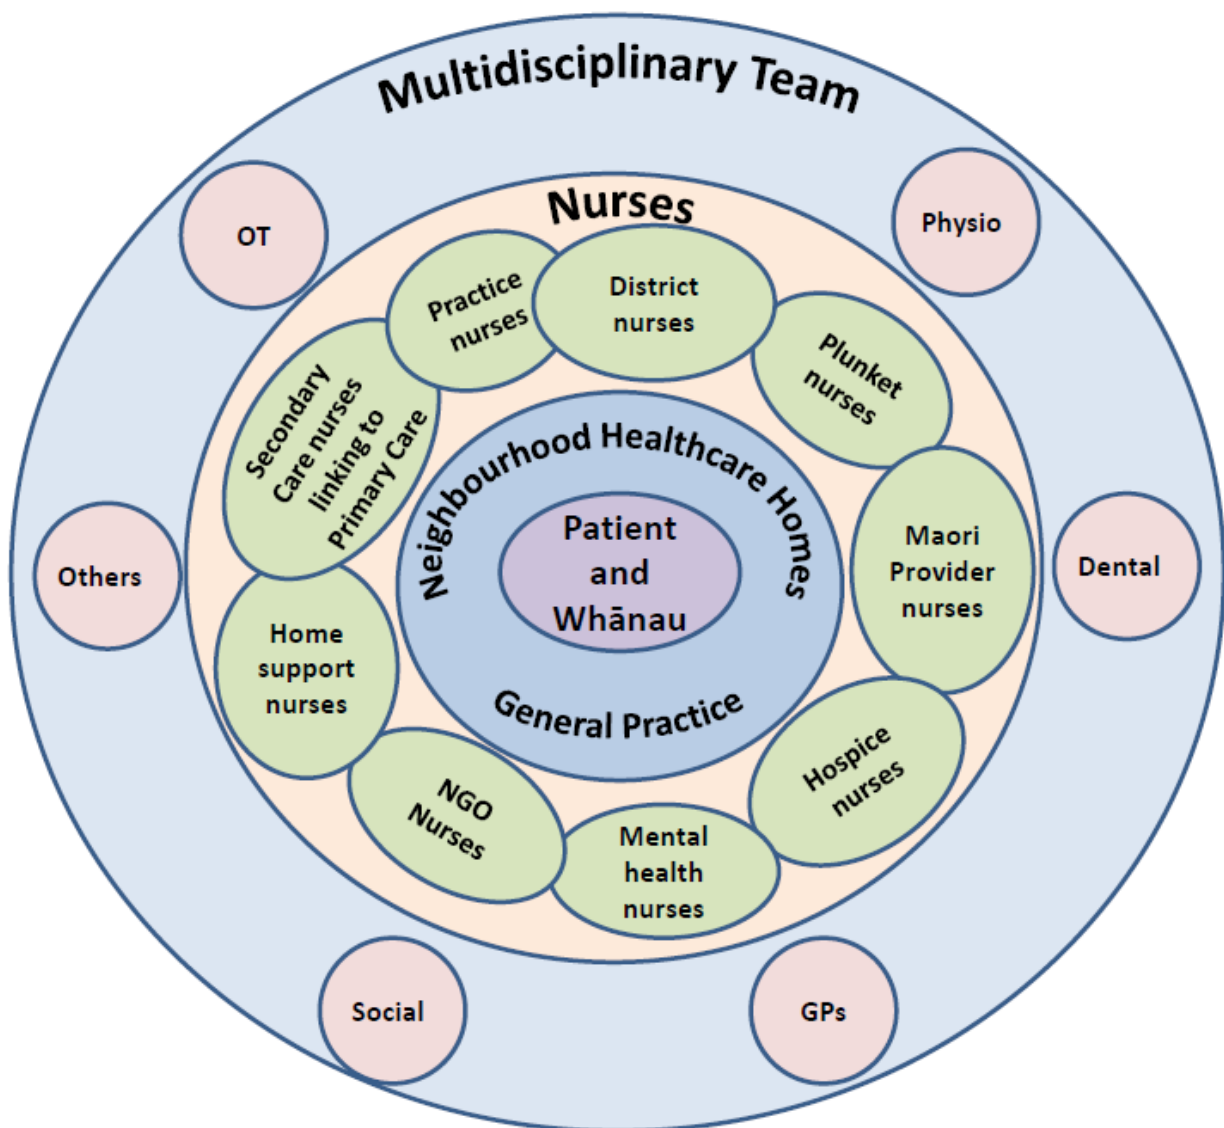 Multidisciplinary Team
OT
Physio
Nurses
Practice
nurses
District
nurses
Plunket
nurses
Secondary
Care nurses
linking to
Primary Care
Neighbourhood Healthcare Homes
Patient
and
Whānau
General Practice
Maori
Provider
nurses
Others
Dental
Home
support
nurses
Hospice
nurses
NGO
Nurses
Mental
health
nurses
Social
GPs